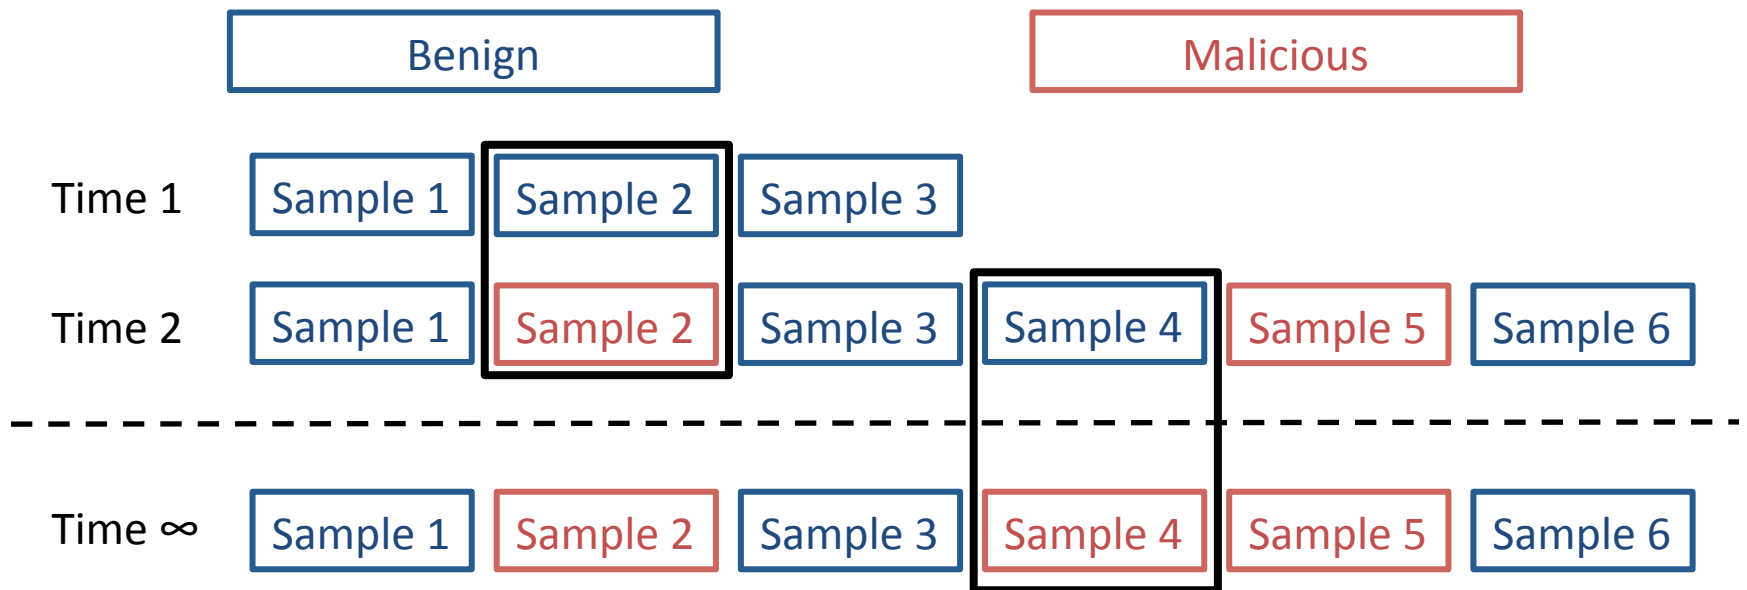 Benign Malicious
Time 1 Sample 1 Sample 2 Sample 3
Time 2 Sample 1 Sample 2 Sample 3 Sample 4 Sample 5 Sample 6
Time ∞ Sample 1 Sample 2 Sample 3 Sample 4 Sample 5 Sample 6